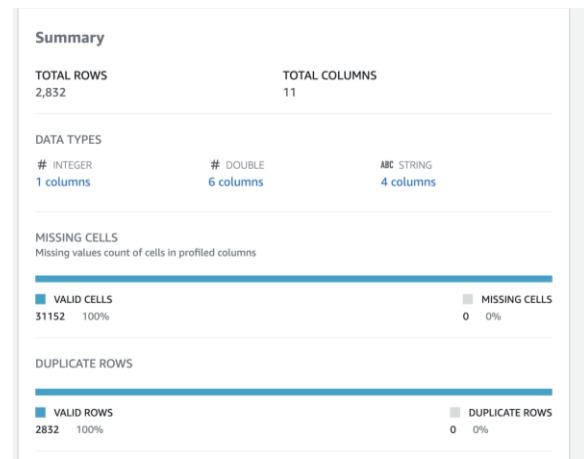 Summary
TOTAL ROWS TOTAL COLUMNS
2,832 11
DATA TYPES
# INTEGER # DOUBLE ABC STRING
1 columns 6 columns 4 columns
MISSING CELLS
Missing values count of cells in profiled columns
VALID CELLS MISSING CELLS
31152 100% 0 0%
DUPLICATE ROWS
VALID ROWS DUPLICATE ROWS
2832 100% 0 0%